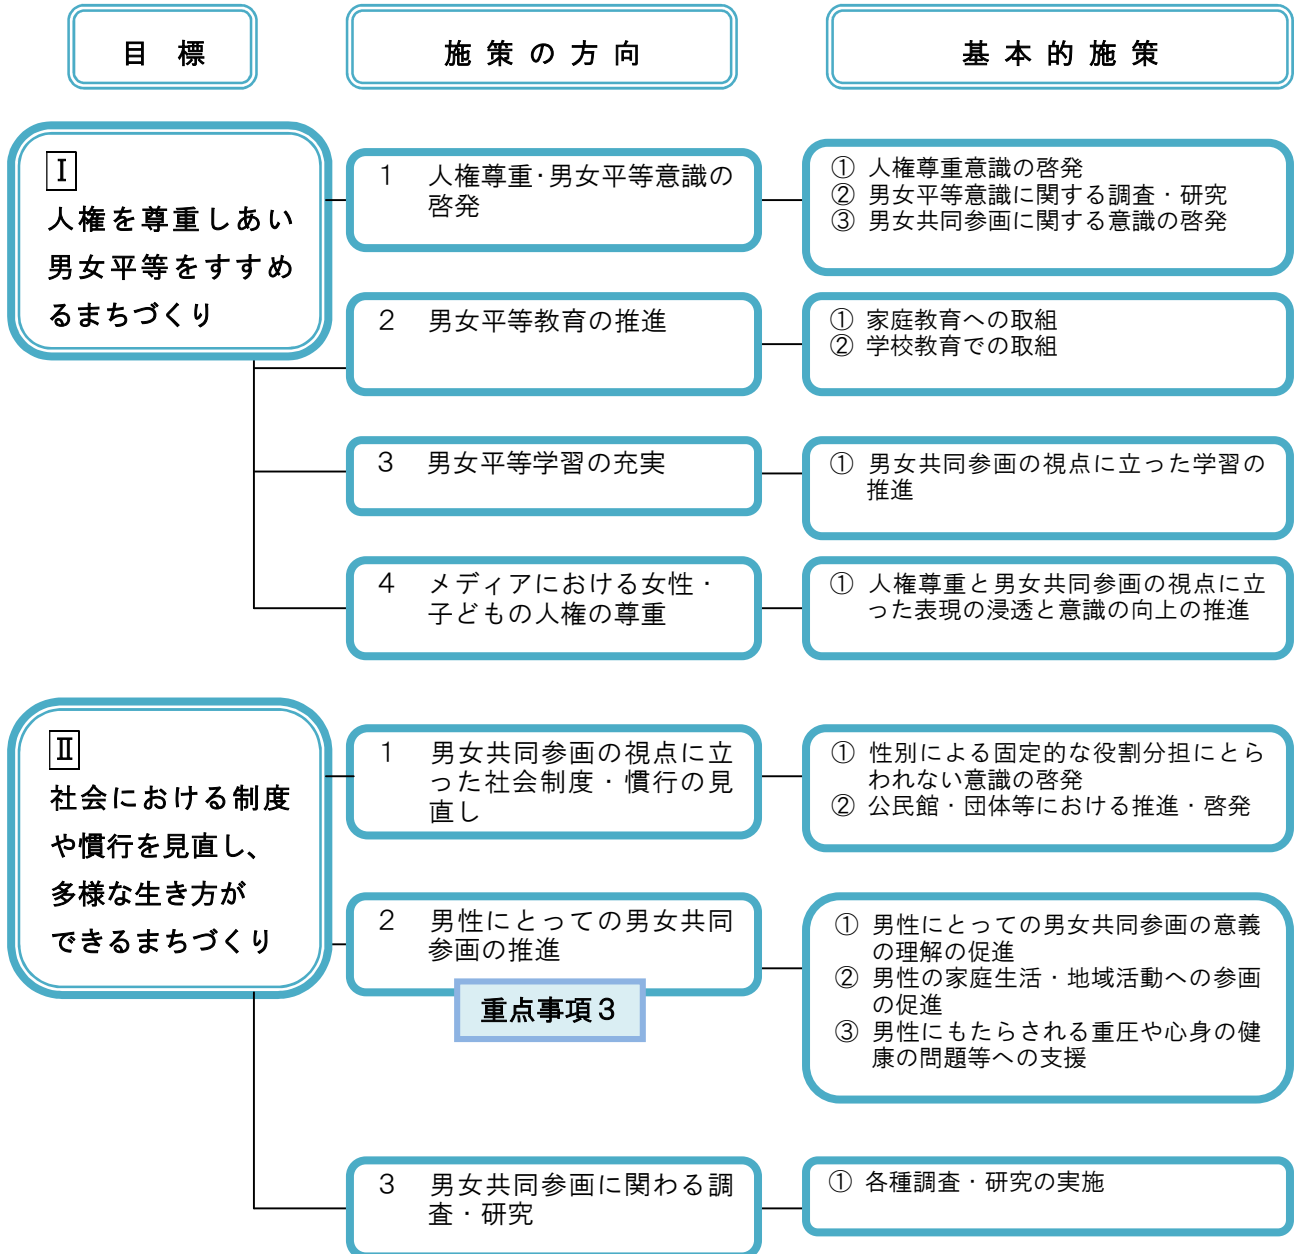 目標
施策の方向
基本的施策
Ⅰ
人権を尊重しあい
男女平等をすすめ
るまちづくり
1 人権尊重・男女平等意識の
啓発
① 人権尊重意識の啓発
② 男女平等意識に関する調査・研究
③ 男女共同参画に関する意識の啓発
2 男女平等教育の推進
① 家庭教育への取組
② 学校教育での取組
3 男女平等学習の充実
① 男女共同参画の視点に立った学習の
推進
4 メディアにおける女性・
子どもの人権の尊重
① 人権尊重と男女共同参画の視点に立
った表現の浸透と意識の向上の推進
Ⅱ
社会における制度
や慣行を見直し、
多様な生き方が
できるまちづくり
1 男女共同参画の視点に立
った社会制度・慣行の見
直し
① 性別による固定的な役割分担にとら
われない意識の啓発
② 公民館・団体等における推進・啓発
2 男性にとっての男女共同
参画の推進
重点事項3
① 男性にとっての男女共同参画の意義
の理解の促進
② 男性の家庭生活・地域活動への参画
の促進
③ 男性にもたらされる重圧や心身の健
康の問題等への支援
3 男女共同参画に関わる調
査・研究
① 各種調査・研究の実施